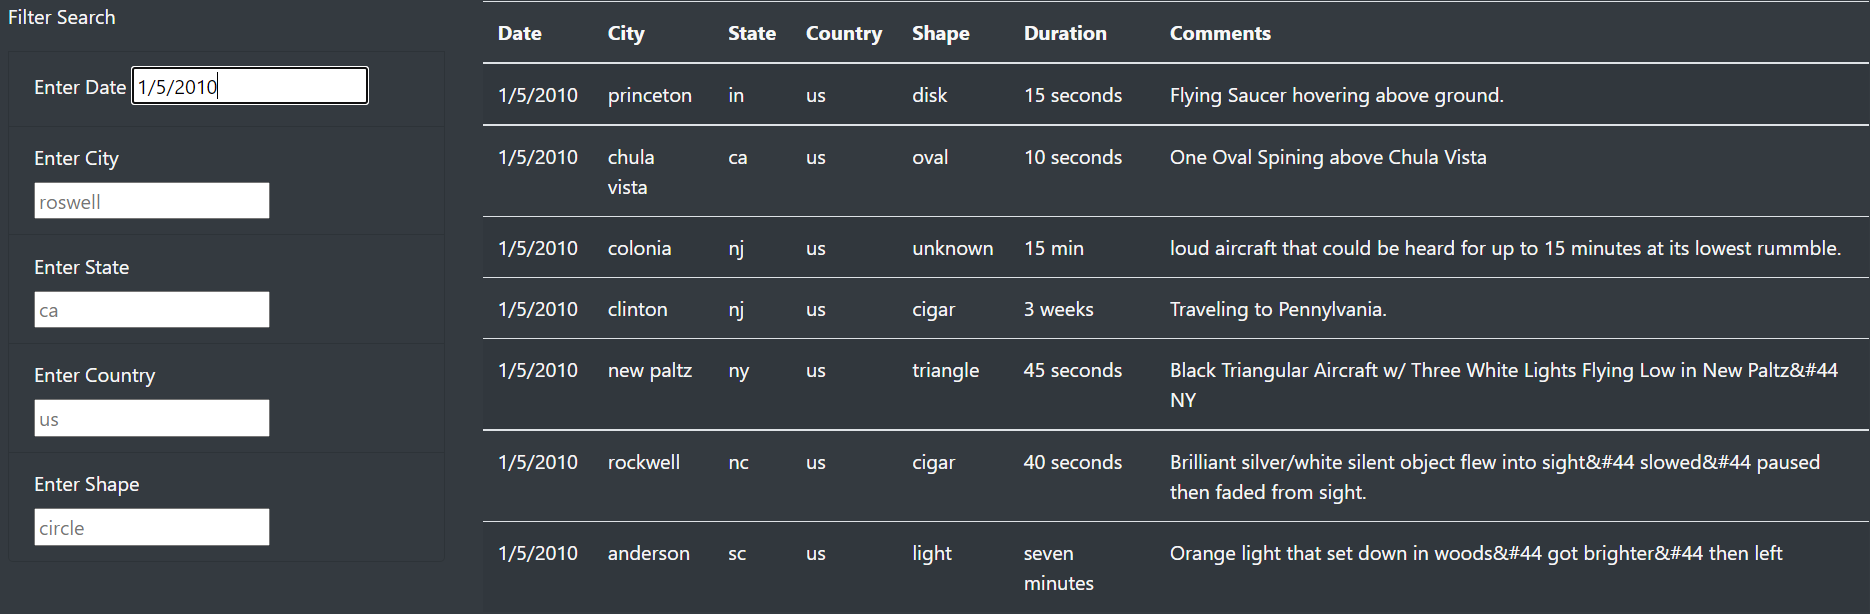 Filter Search
Enter Date 1/5/2010
Enter City
roswell
Enter State
ca
Enter Country
us
Enter Shape
circle
Date City State Country Shape Duration Comments
1/5/2010 princeton in us disk 15 seconds Flying Saucer hovering above ground.
1/5/2010 chula ca us oval 10 seconds One Oval Spining above Chula Vista
vista
1/5/2010 colonia nj us unknown 15 min loud aircraft that could be heard for up to 15 minutes at its lowest rummble.
1/5/2010 clinton nj us cigar 3 weeks Traveling to Pennylvania.
1/5/2010 new paltz ny us triangle 45 seconds Black Triangular Aircraft w/ Three White Lights Flying Low in New Paltz&#44
NY
1/5/2010 rockwell nc us cigar 40 seconds Brilliant silver/white silent object flew into sight&#44 slowed&#44 paused
then faded from sight.
1/5/2010 anderson sc us light seven Orange light that set down in woods&#44 got brighter&#44 then left
minutes